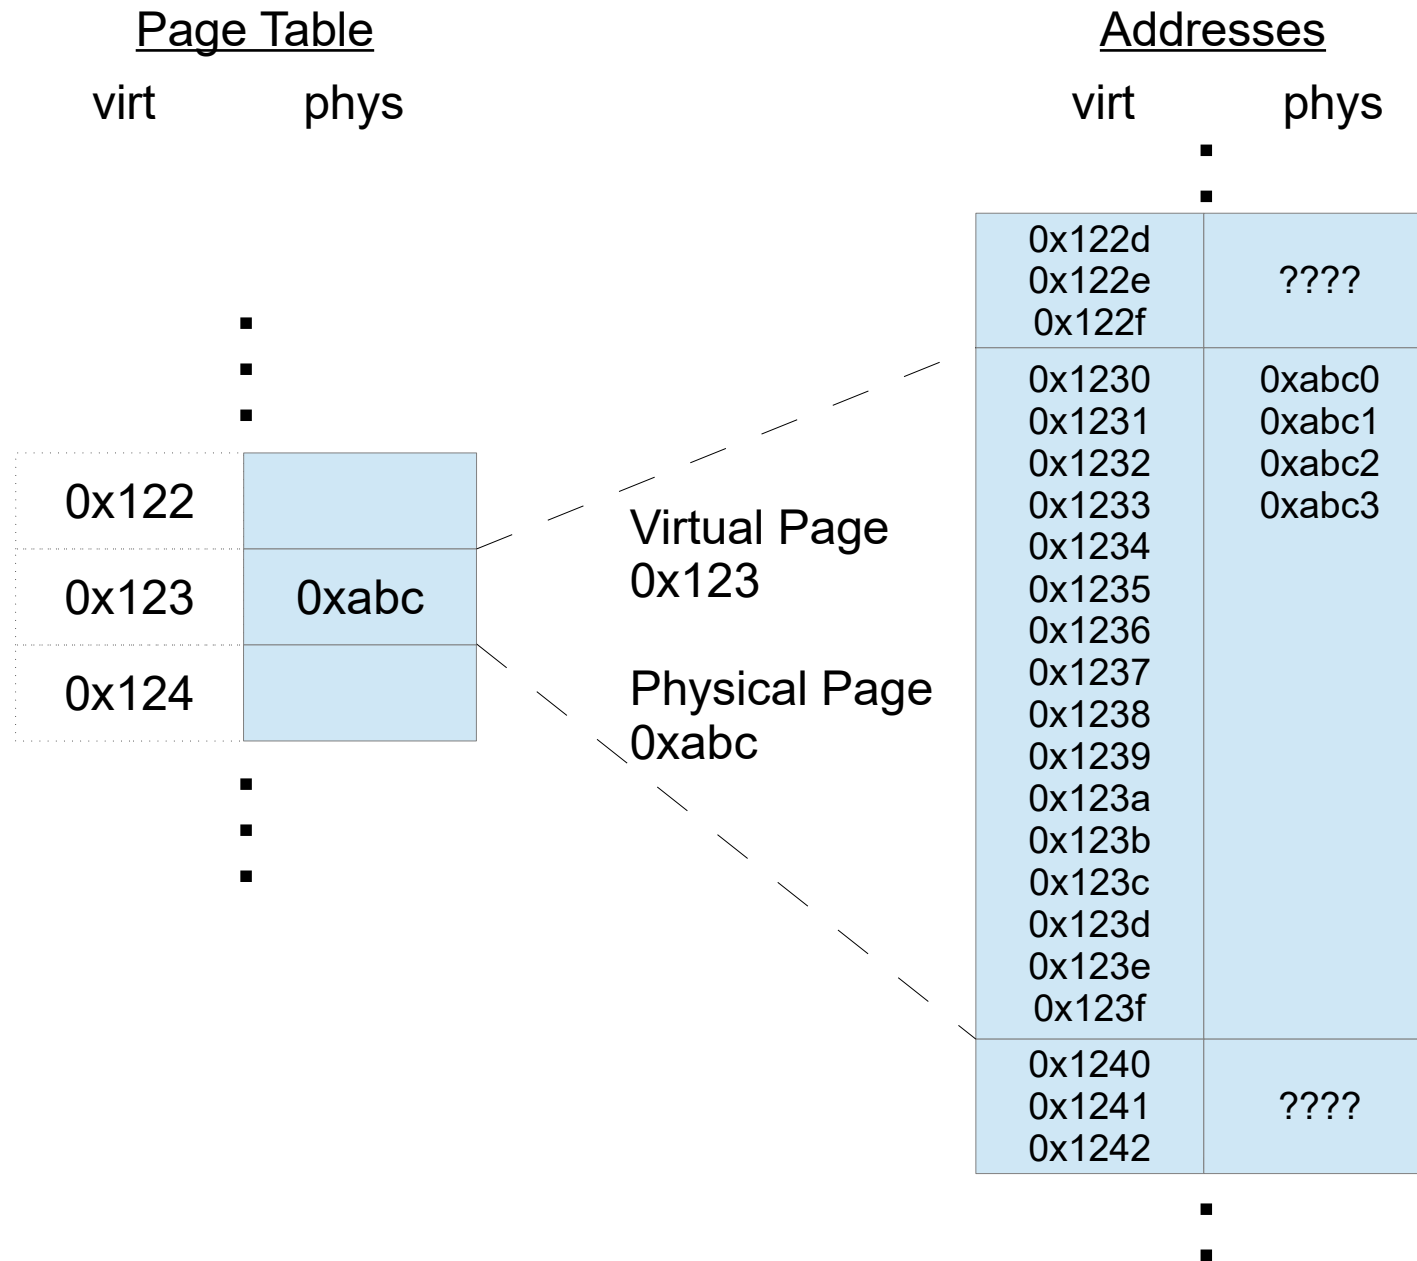 Page Table
virt phys
0x122
0x123 0xabc
0x124
Virtual Page
0x123
Physical Page
0xabc
Addresses
virt phys
0x122d
0x122e ????
0x122f
0x1230 0xabc0
0x1231 0xabc1
0x1232 0xabc2
0x1233 0xabc3
0x1234
0x1235
0x1236
0x1237
0x1238
0x1239
0x123a
0x123b
0x123c
0x123d
0x123e
0x123f
0x1240
0x1241 ????
0x1242